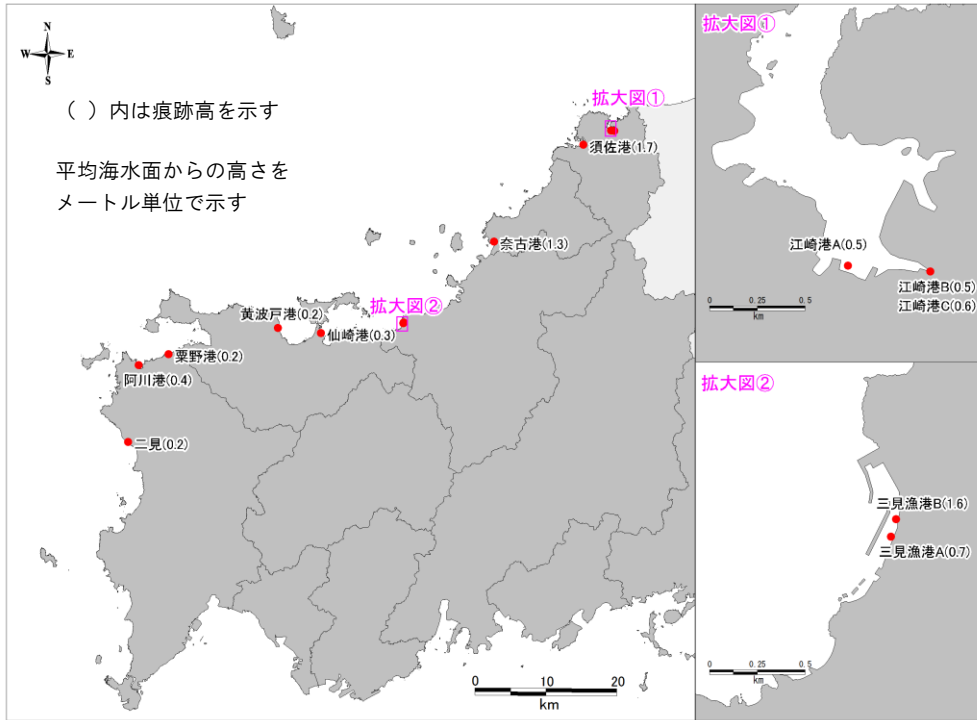 N
W E
S
( )内は痕跡高を示す
平均海水面からの高さを
メートル単位で示す
拡大図①
須佐港(1.7)
奈古港(1.3)
拡大図②
黄波戸港(0.2)
仙崎港(0.3)
粟野港(0.2)
阿川港(0.4)
二見(0.2)
0 10 20
km
拡大図①
江崎港A(0.5)
江崎港B(0.5)
江崎港C(0.6)
0 0.25 0.5
km
拡大図②
三見漁港B(1.6)
三見漁港A(0.7)
0 0.25 0.5
km